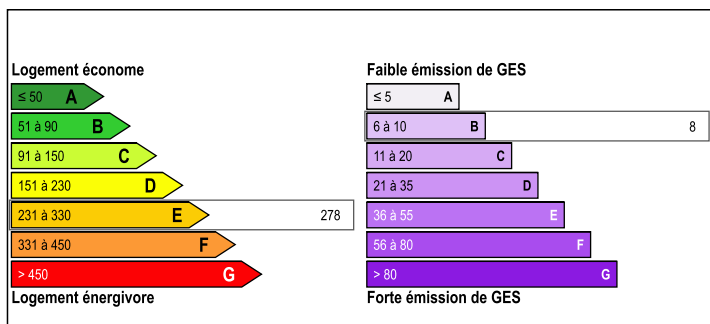 Logement économe
≤ 50 A
51 à 90 B
91 à 150 C
151 à 230 D
231 à 330 E 278
331 à 450 F
> 450 G
Logement énergivore
Faible émission de GES
≤ 5 A
6 à 10 B 8
11 à 20 C
21 à 35 D
36 à 55 E
56 à 80 F
> 80 G
Forte émission de GES